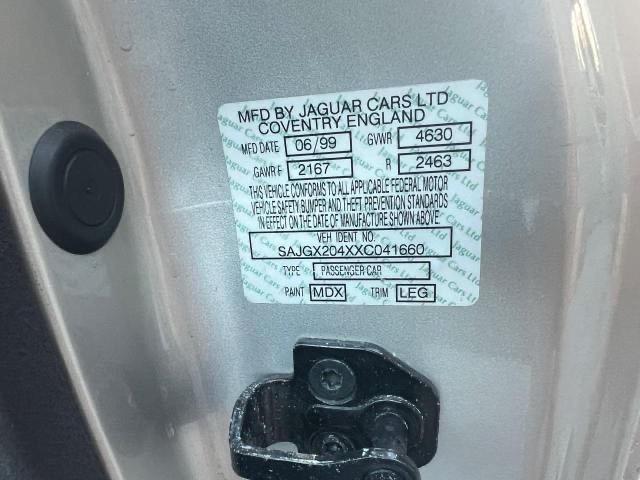 MFD BY JAGUAR CARS LTD
COVENTRY ENGLAND
MFD DATE 06/99 GVWR 4630
GAWR F 2167 R 2463
THIS VEHICLE CONFORMS TO ALL APPLICABLE FEDERAL MOTOR
VEHICLE SAFETY BUMPER AND THEFT PREVENTION STANDARDS
IN EFFECT ON THE DATE OF MANUFACTURE SHOWN ABOVE
VEH IDENT. NO.
SAJGX204XXC041660
TYPE PASSENGER CAR
PAINT MDX TRIM LEG